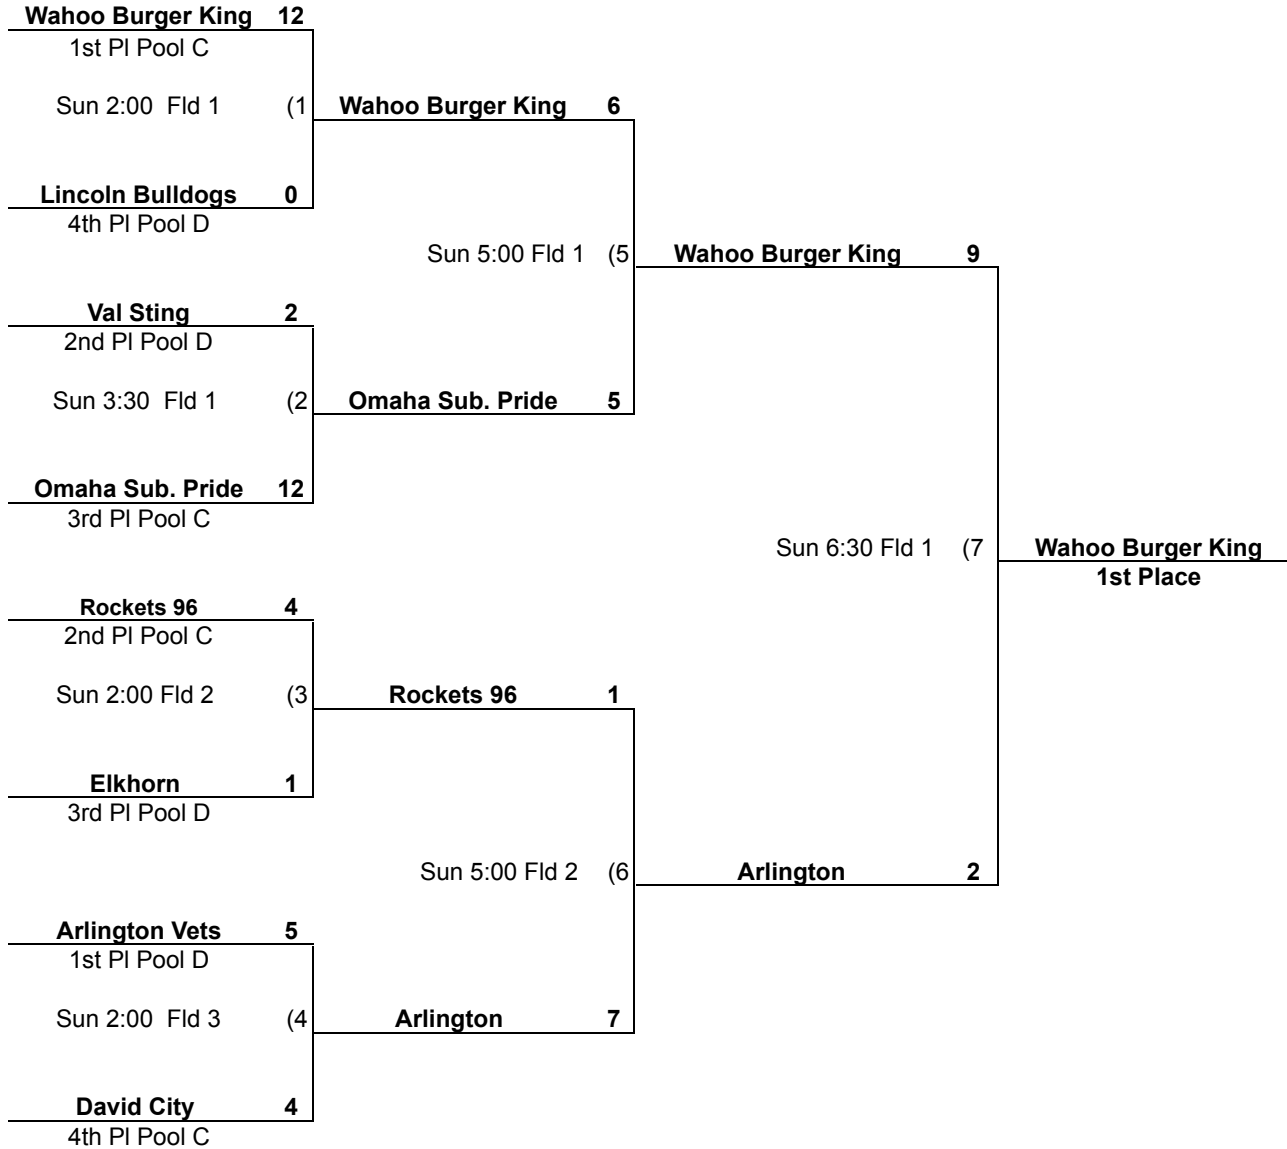 Wahoo Burger King 12
1st Pl Pool C
Sun 2:00 Fld 1 (1 Wahoo Burger King 6
Lincoln Bulldogs 0
4th Pl Pool D
Sun 5:00 Fld 1 (5 Wahoo Burger King 9
Val Sting 2
2nd Pl Pool D
Sun 3:30 Fld 1 (2 Omaha Sub. Pride 5
Omaha Sub. Pride 12
3rd Pl Pool C
Sun 6:30 Fld 1 (7 Wahoo Burger King
1st Place
Rockets 96 4
2nd Pl Pool C
Sun 2:00 Fld 2 (3 Rockets 96 1
Elkhorn 1
3rd Pl Pool D
Sun 5:00 Fld 2 (6 Arlington 2
Arlington Vets 5
1st Pl Pool D
Sun 2:00 Fld 3 (4 Arlington 7
David City 4
4th Pl Pool C